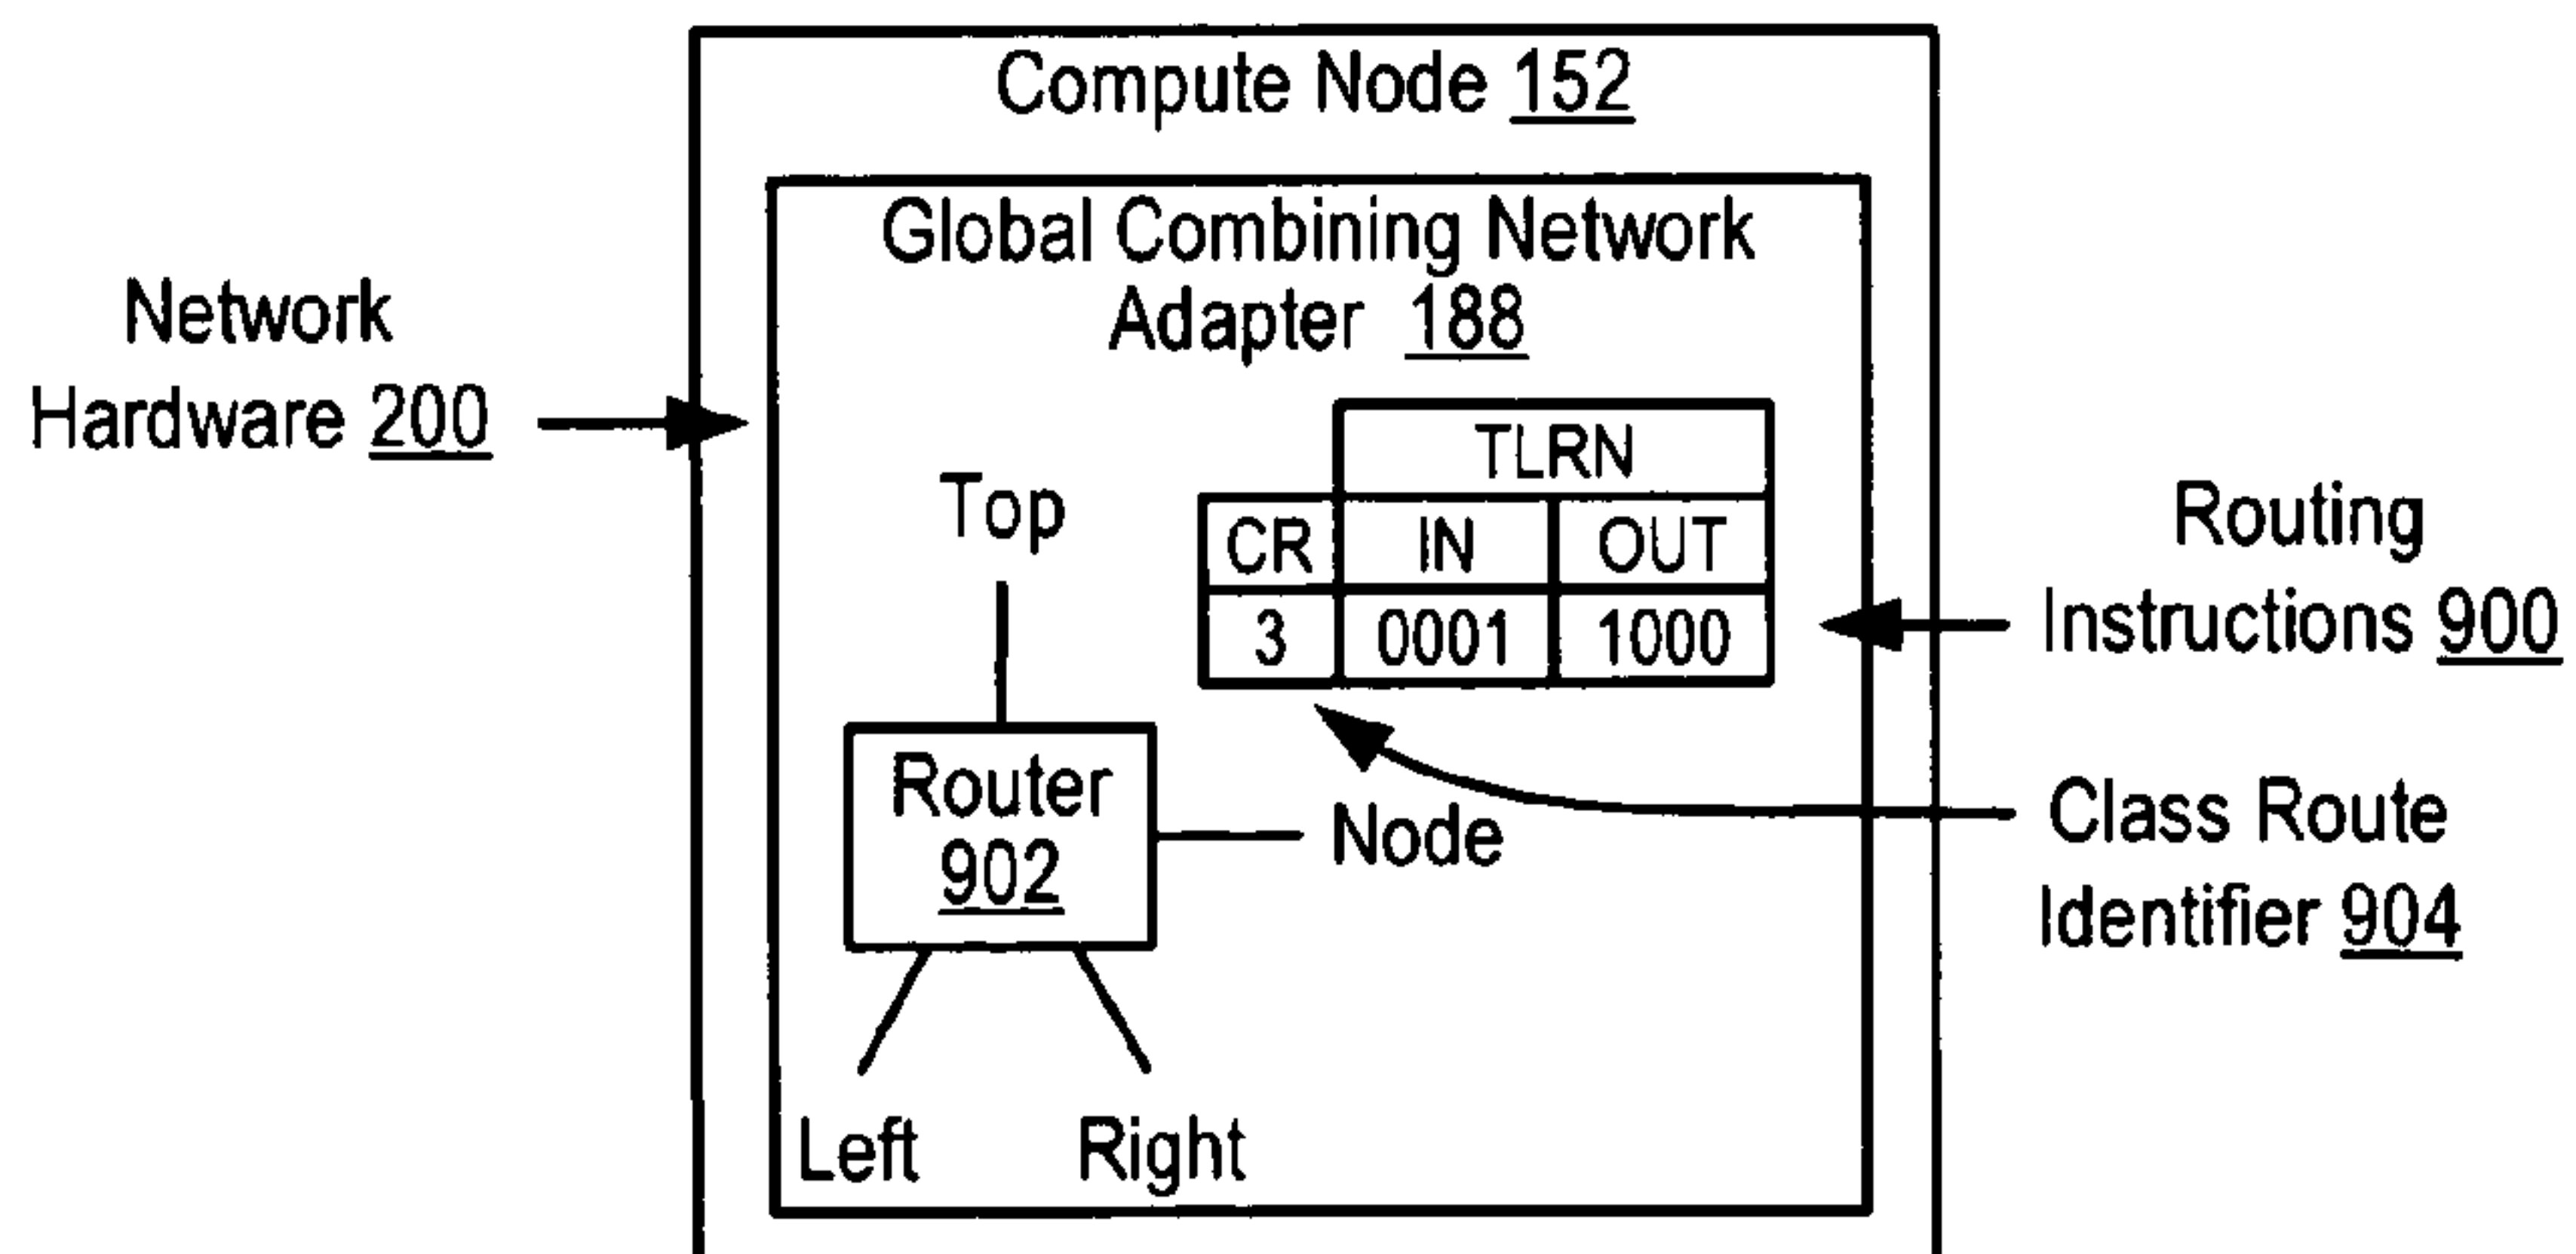 Compute Node 152
Global Combining Network
Adapter 188
Network
Hardware 200
TLRN
CR IN OUT
3 0001 1000
Top
Router
902
Node
Left Right
Routing
Instructions 900
Class Route
Identifier 904